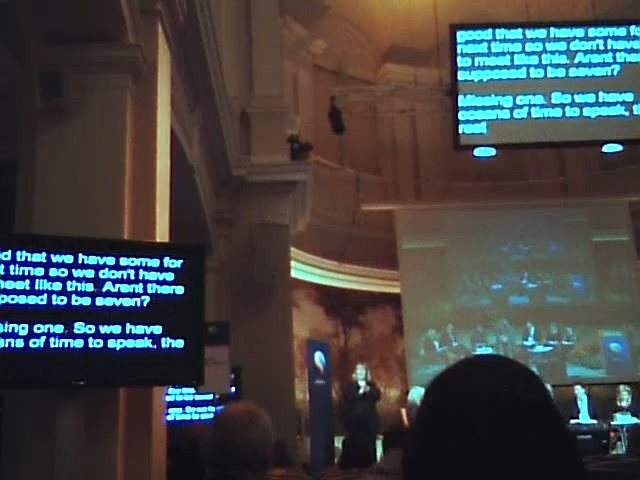 good that we have some fo
next time so we don't have
to meet like this. Arent the
supposed to be seven?
Missing one. So we have
oceans of time to speak, t
rest
d that we have some for
t time so we don't have
meet like this. Arent there
posed to be seven?
sing one. So we have
ans of time to speak, the